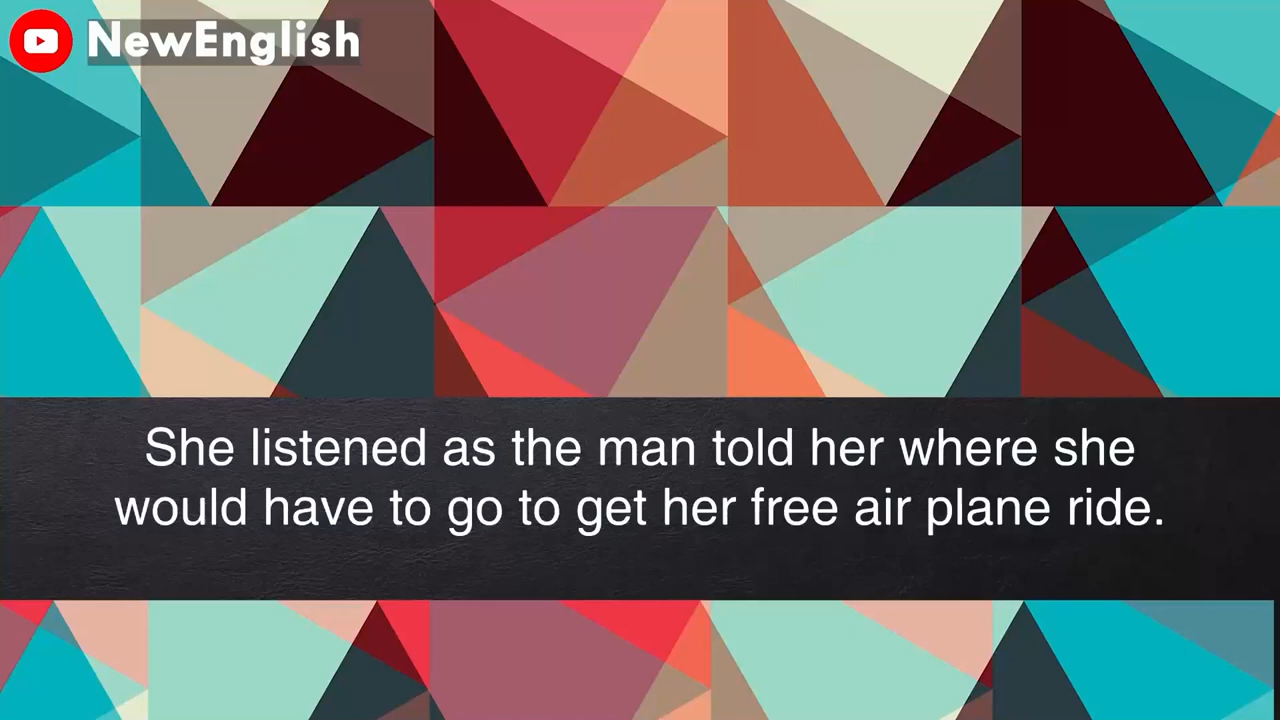 NewEnglish
She listened as the man told her where she
would have to go to get her free air plane ride.